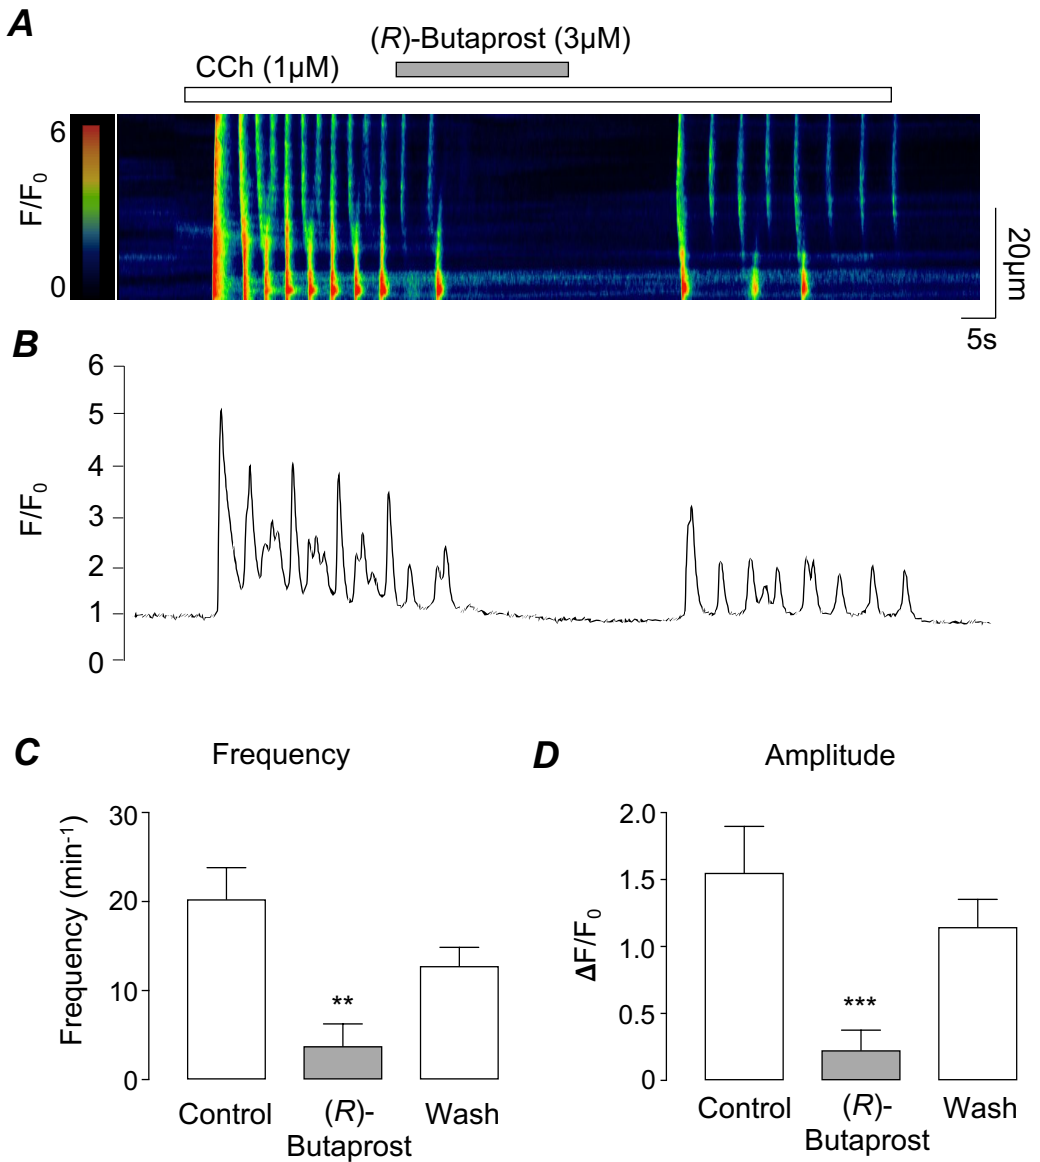 A
(R)-Butaprost (3µM)
CCh (1µM)
6
F/F0
0
20µm
5s
B
6
5
4
3
2
1
0
F/F0
C
Frequency
30
20
10
0
Frequency (min-1)
**
Control
(R)-
Butaprost
Wash
D
Amplitude
2.0
1.5
1.0
0.5
0
ΔF/F0
***
Control
(R)-
Butaprost
Wash